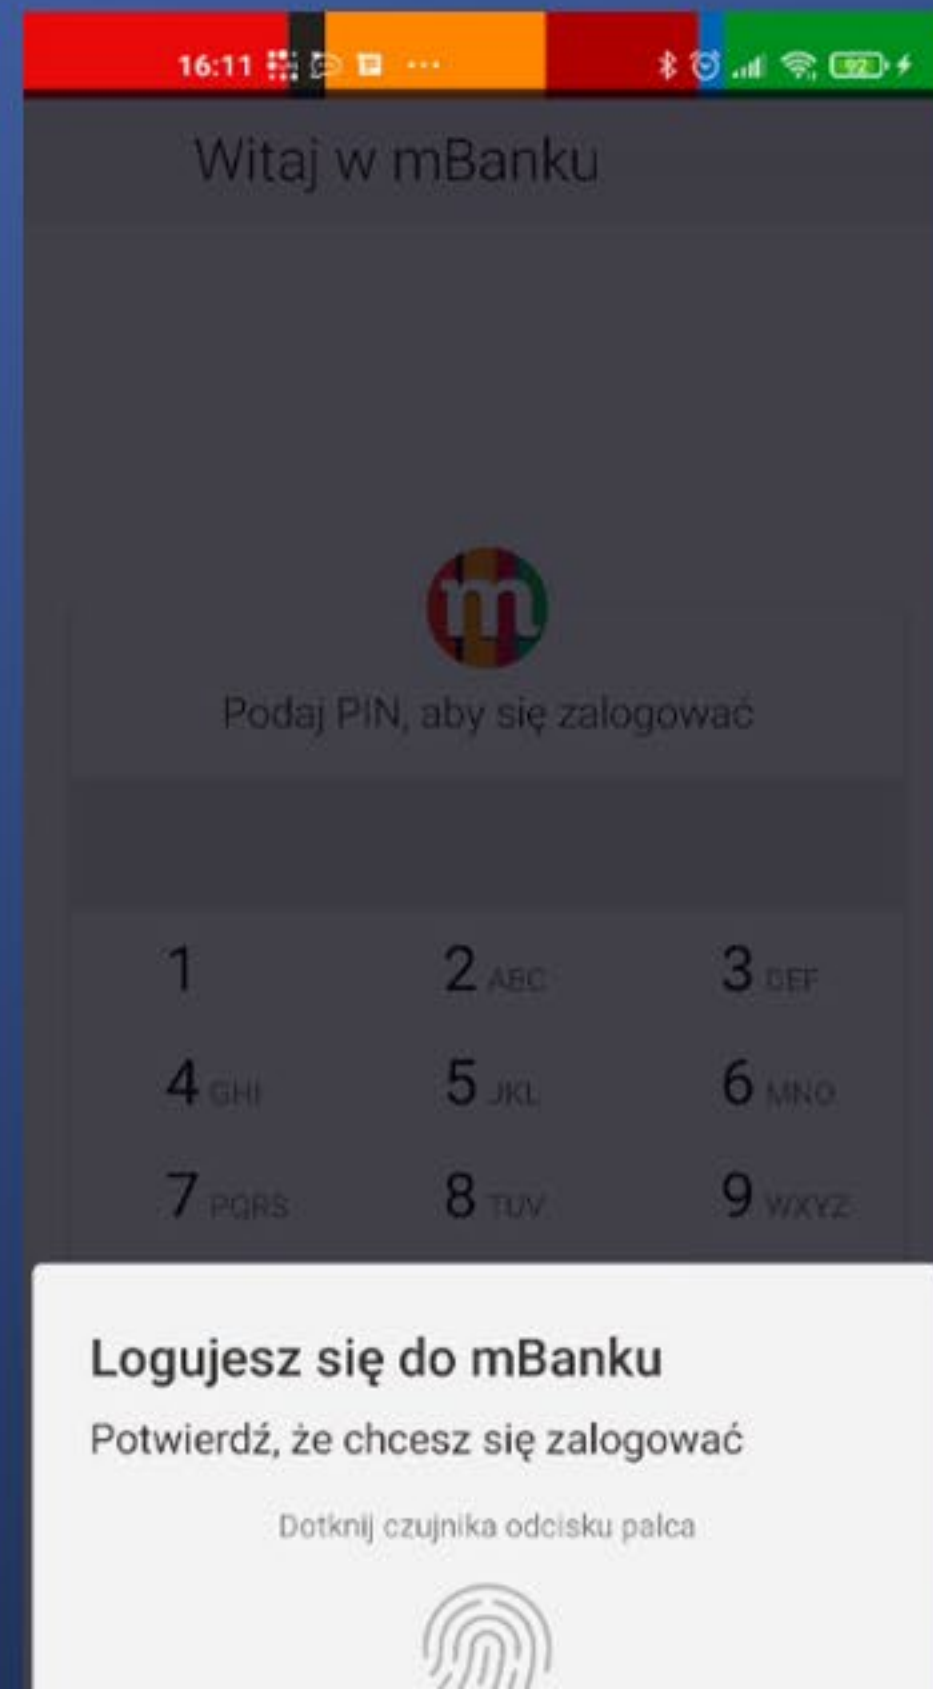 16:11 ... 92
Witaj w mBanku
m
Podaj PIN, aby się zalogować
1 2 ABC 3 DEF
4 GHI 5 JKL 6 MNO
7 PQRS 8 TUV 9 WXYZ
Logujesz się do mBanku
Potwierdź, że chcesz się zalogować
Dotknij czujnika odcisku palca